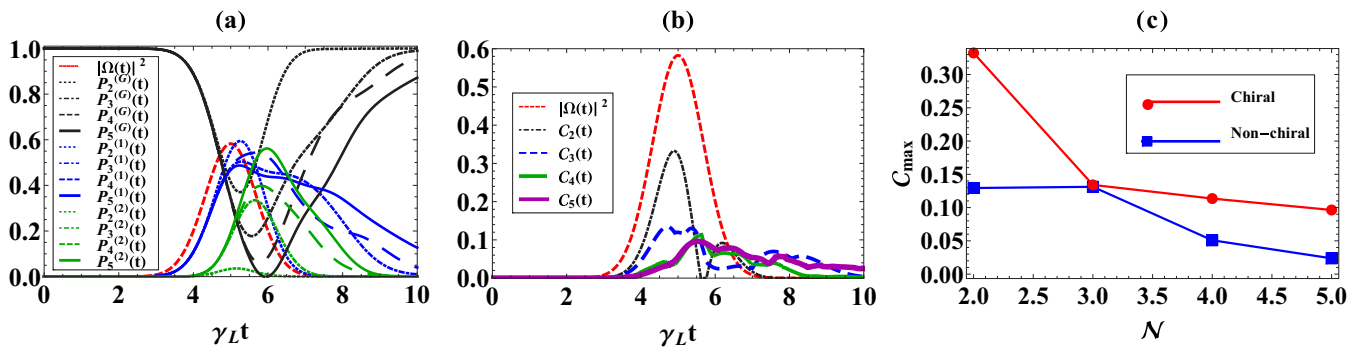 (a)
1.0
0.8
0.6
0.4
0.2
0.0
|Ω(t)|²
P₂⁽ᴳ⁾(t)
P₃⁽ᴳ⁾(t)
P₄⁽ᴳ⁾(t)
P₅⁽ᴳ⁾(t)
P₂⁽¹⁾(t)
P₃⁽¹⁾(t)
P₄⁽¹⁾(t)
P₅⁽¹⁾(t)
P₂⁽²⁾(t)
P₃⁽²⁾(t)
P₄⁽²⁾(t)
P₅⁽²⁾(t)
0 2 4 6 8 10
γ_L t
(b)
0.6
0.5
0.4
0.3
0.2
0.1
0.0
|Ω(t)|²
C₂(t)
C₃(t)
C₄(t)
C₅(t)
0 2 4 6 8 10
γ_L t
(c)
C_max
0.30
0.25
0.20
0.15
0.10
0.05
0.00
Chiral
Non-chiral
2.0 2.5 3.0 3.5 4.0 4.5 5.0
𝒩